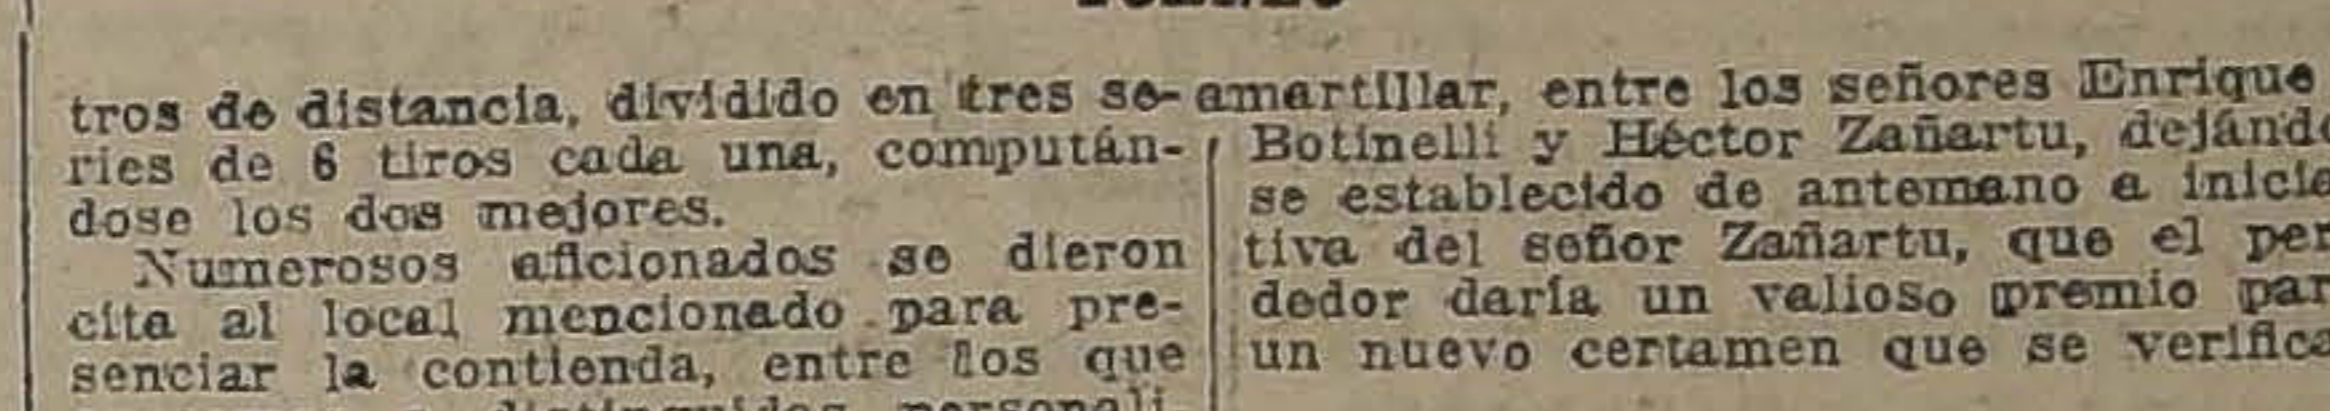 tros de distancia, dividido en tres se-
ries de 6 tiros cada una, compután-
dose los dos mejores.
Numerosos aficionados se dieron
cita al local mencionado para pre-
senciar la contienda, entre los que
distinguidos personali-
amartillar, entre los señores Enrique
Botinelli y Héctor Zañartu, dejándo
se establecido de antemano a inicia
tiva del señor Zañartu, que el per
dedor daría un valioso premio par
un nuevo certamen que se verifica